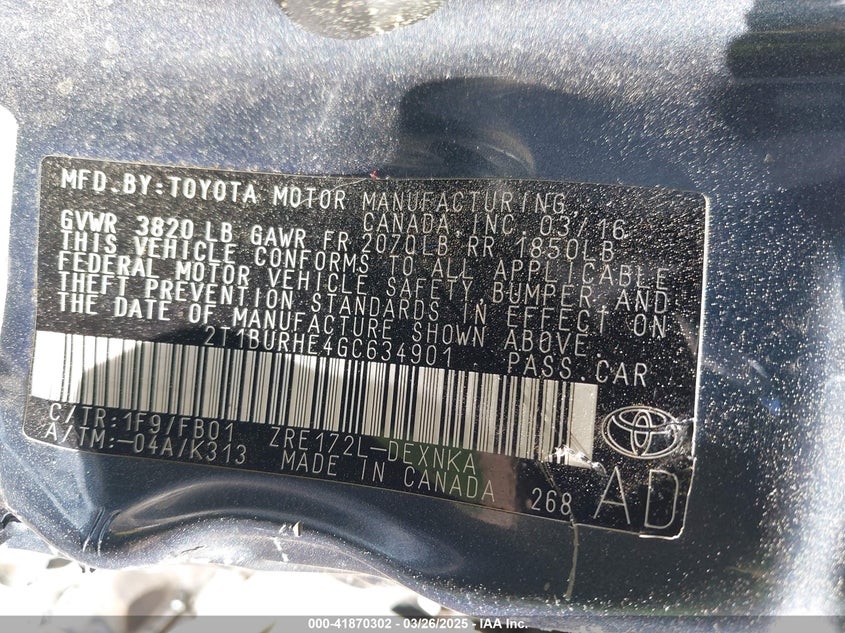 MFD.BY:TOYOTA MOTOR MANUFACTURING,
CANADA,INC. 03/16
GVWR 3820 LB GAWR FR 2070LB RR 1850LB
THIS VEHICLE CONFORMS TO ALL APPLICABLE
FEDERAL MOTOR VEHICLE SAFETY,BUMPER,AND
THEFT PREVENTION STANDARDS IN EFFECT ON
THE DATE OF MANUFACTURE SHOWN ABOVE.
2T1BURHE4GC634901 PASS.CAR
C/TR:1F9/FB01 ZRE172L-DEXNKA
A/TM:-04A/K313 MADE IN CANADA 268 AD
000-41870302 - 03/26/2025 - IAA Inc.